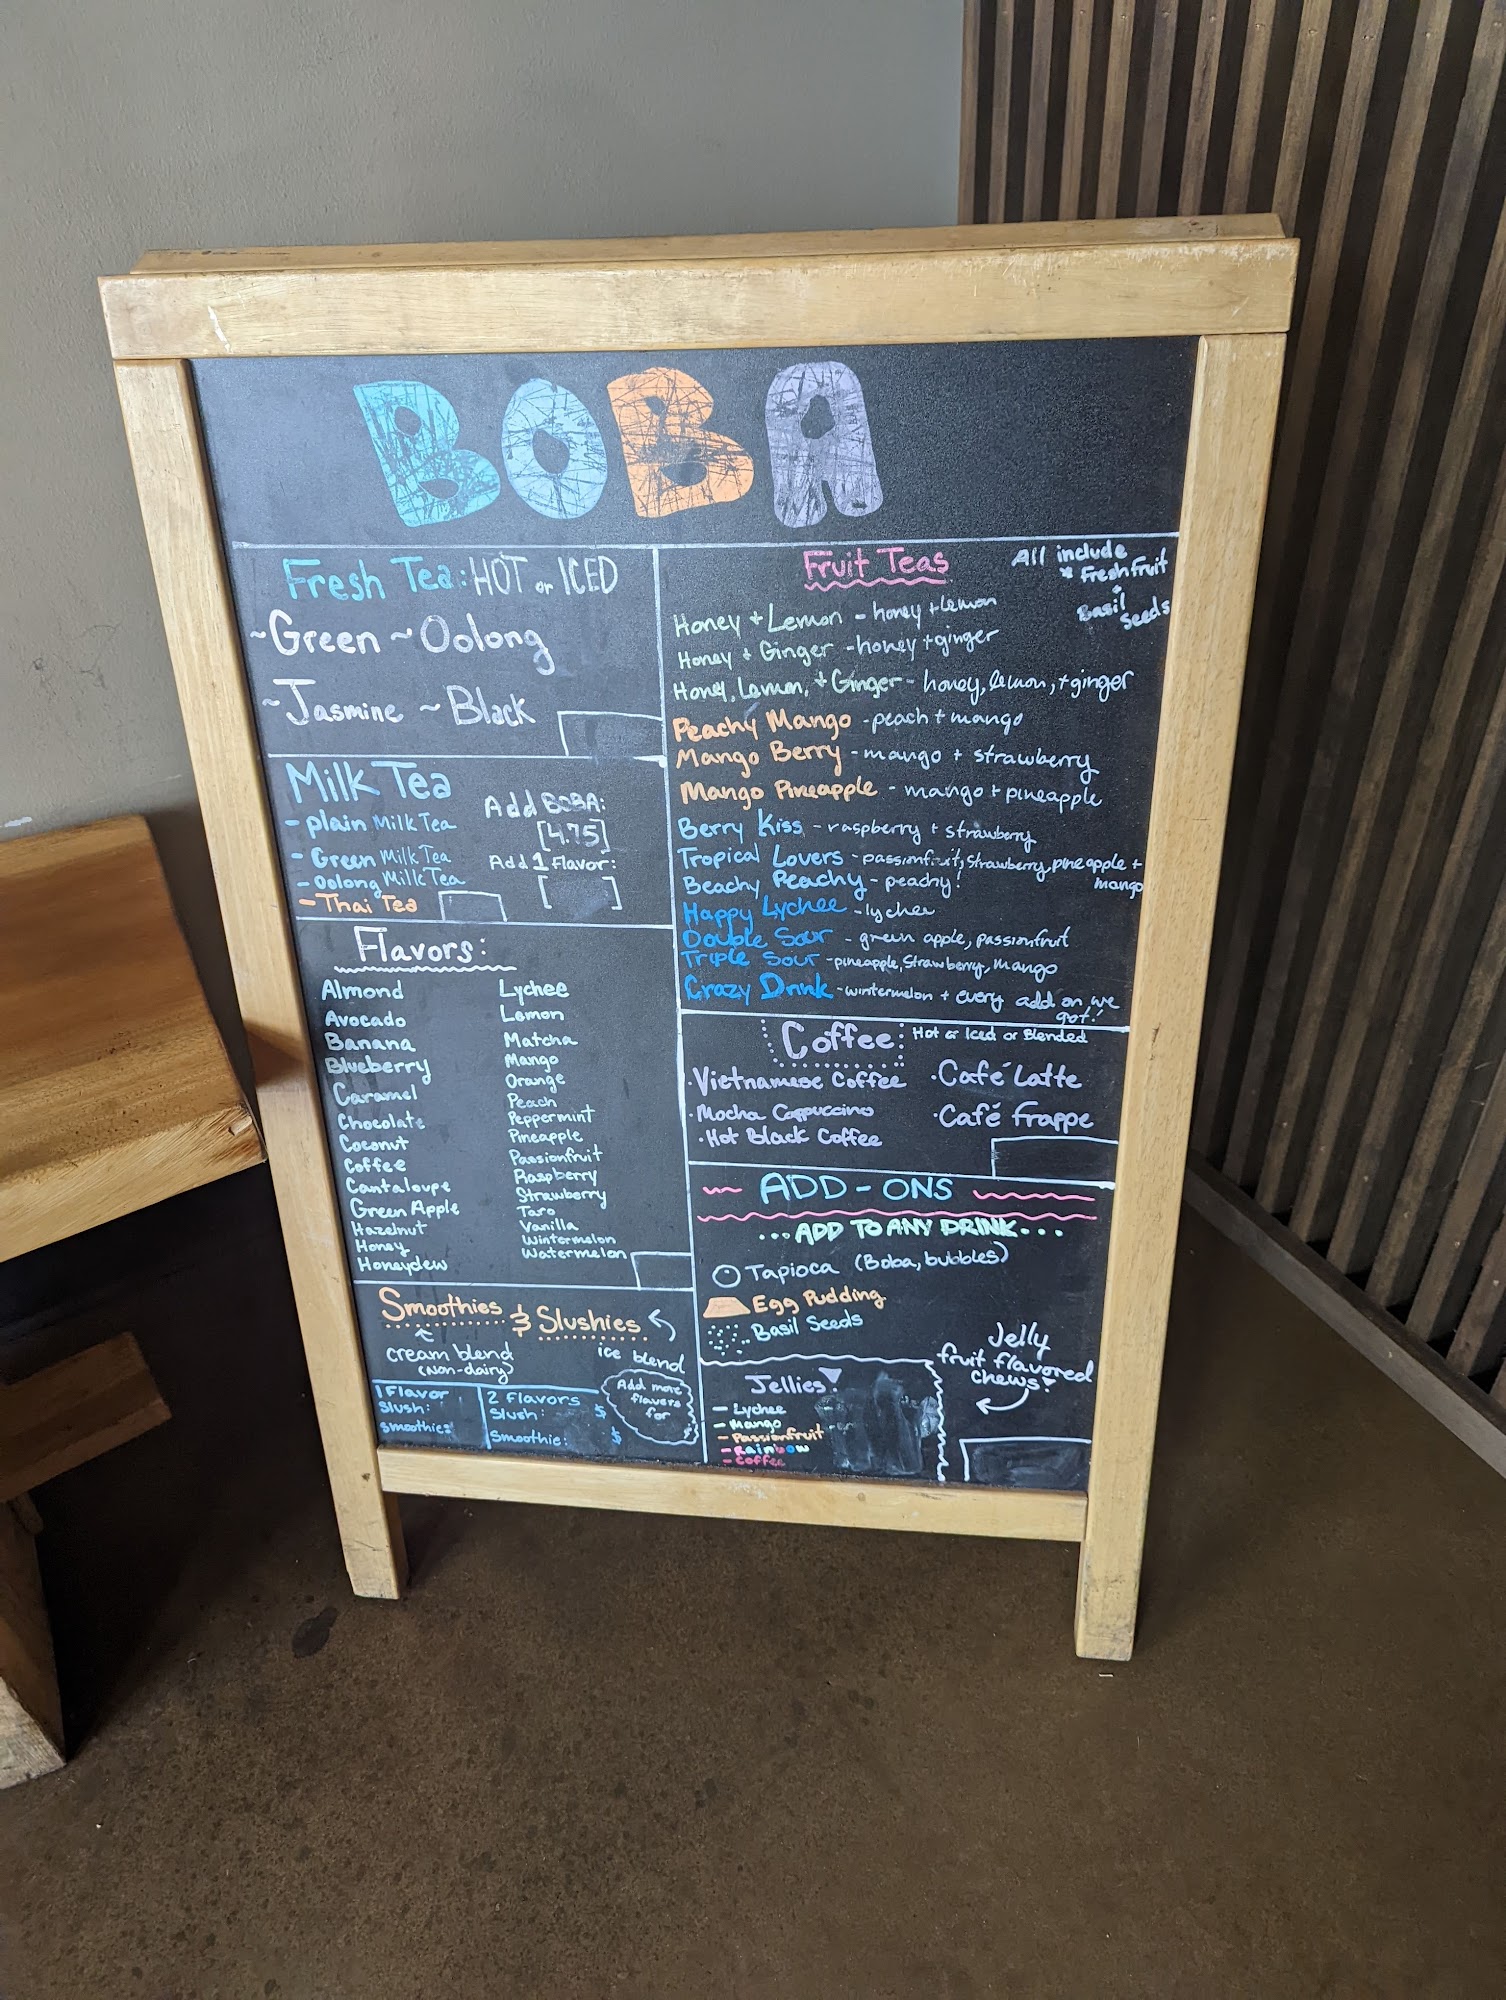 BOBA
Fresh Tea: HOT or ICED
~Green ~Oolong
~Jasmine ~Black
Milk Tea
- plain Milk Tea
- Green Milk Tea
- Oolong Milk Tea
- Thai Tea
Add BOBA:
[4.75]
Add 1 flavor:
[ ]
Flavors:
Almond
Avocado
Banana
Blueberry
Caramel
Chocolate
Coconut
Coffee
Cantaloupe
Green Apple
Hazelnut
Honey
Honeydew
Lychee
Lemon
Matcha
Mango
Orange
Peach
Peppermint
Pineapple
Passionfruit
Raspberry
Strawberry
Taro
Vanilla
Wintermelon
Watermelon
Smoothies & Slushies
cream blend
(Non-dairy)
ice blend
1 Flavor
Slush:
Smoothie:
2 Flavors
Slush: $
Smoothie: $
Add more
flavors
for
Fruit Teas
All include
* Fresh fruit
+
Basil
Seeds
Honey + Lemon - honey + lemon
Honey + Ginger - honey + ginger
Honey, Lemon, + Ginger - honey, lemon, + ginger
Peachy Mango - peach + mango
Mango Berry - mango + strawberry
Mango Pineapple - mango + pineapple
Berry Kiss - raspberry + strawberry
Tropical Lovers - passionfruit, strawberry, pineapple +
mango
Beachy Peachy - peachy!
Happy Lychee - lychee
Double Sour - green apple, passionfruit
Triple Sour - pineapple, strawberry, mango
Crazy Drink - wintermelon + every add on we
got!
Coffee: Hot or Iced or Blended
·Vietnamese Coffee
·Mocha Cappuccino
·Hot Black Coffee
·Café Latte
·Café Frappe
ADD-ONS
...ADD TO ANY DRINK...
Tapioca (Boba, bubbles)
Egg Pudding
Basil Seeds
Jellies
- Lychee
- Mango
- Passionfruit
- Rainbow
- Coffee
Jelly
fruit flavored
chews!